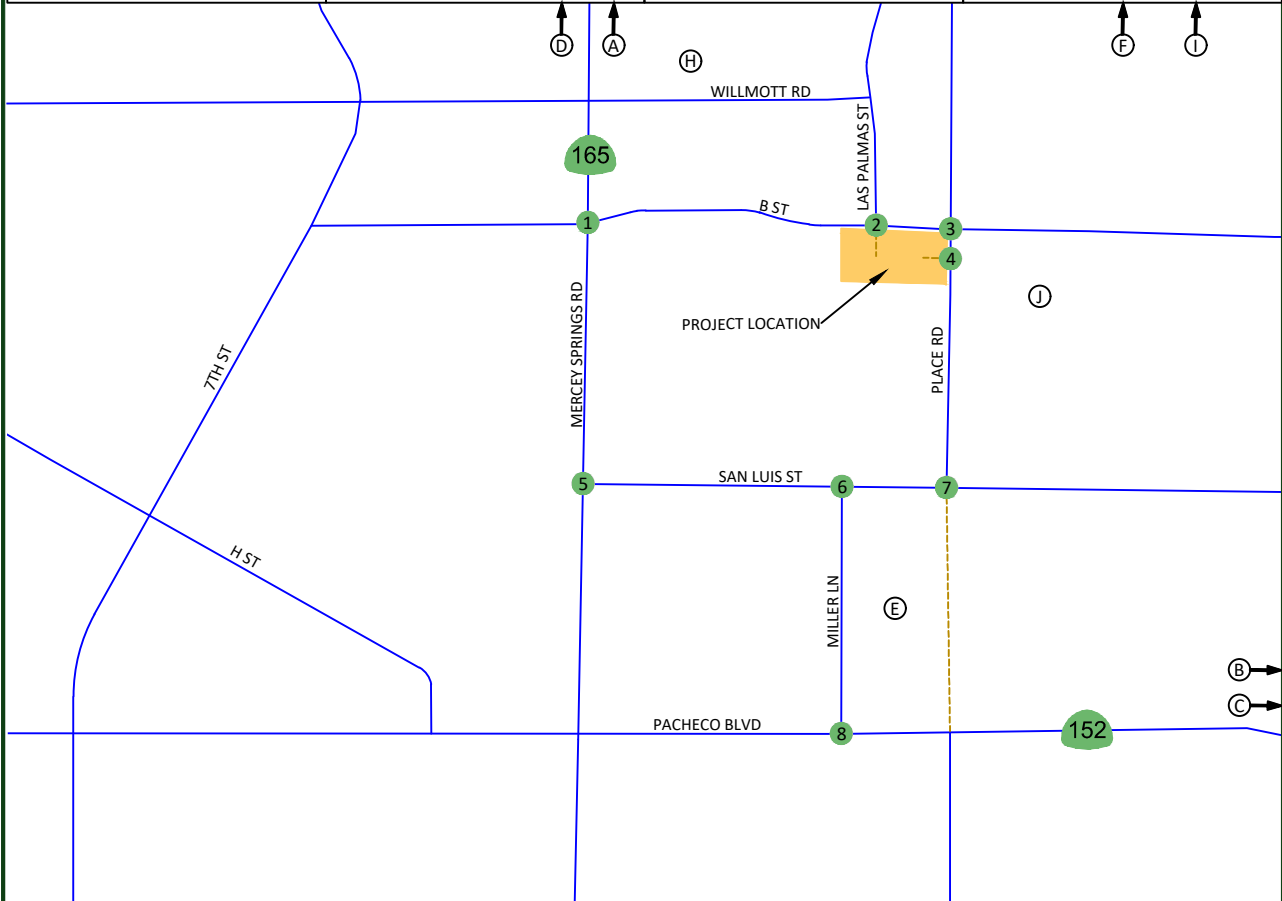 D
A
F
I
H
WILLMOTT RD
LAS PALMAS ST
165
B ST
1
2
3
4
J
MERCEY SPRINGS RD
PROJECT LOCATION
PLACE RD
7TH ST
SAN LUIS ST
5
6
7
H ST
MILLER LN
E
B
C
PACHECO BLVD
8
152